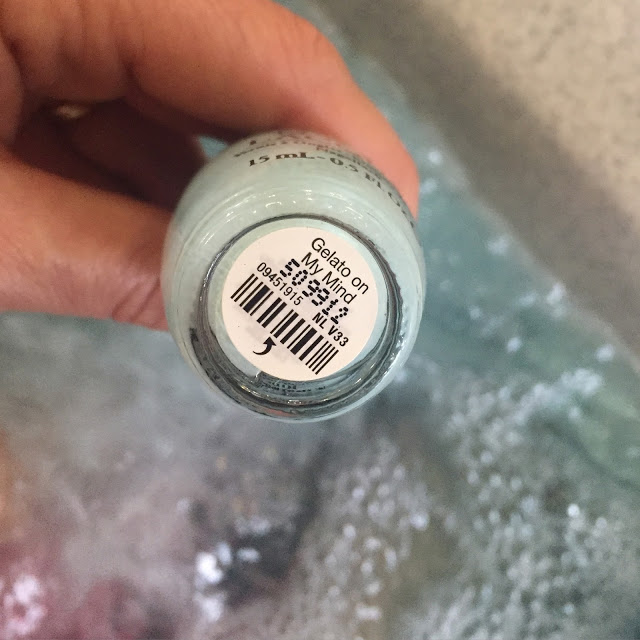 15 mL - 0.5 Fl. O
Gelato on
My Mind
09451915
NL V33